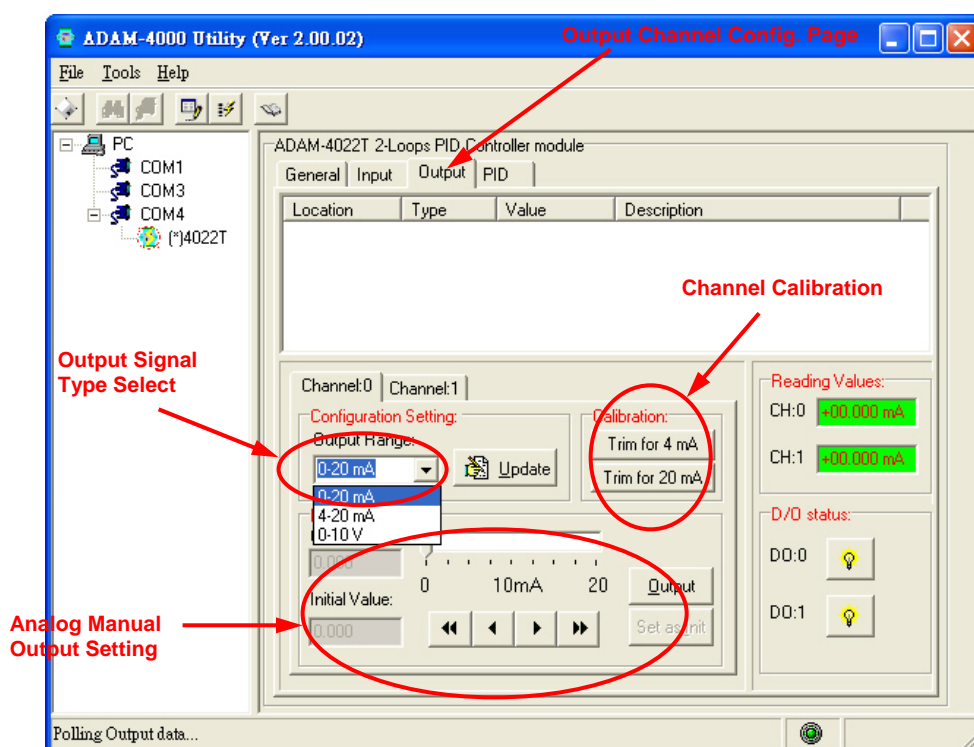 ADAM-4000 Utility (Ver 2.00.02)
Output Channel Config. Page
File Tools Help
PC
COM1
COM3
COM4
(*)4022T
ADAM-4022T 2-Loops PID Controller module
General Input Output PID
Location Type Value Description
Channel Calibration
Output Signal
Type Select
Channel:0 Channel:1
Configuration Setting:
Output Range:
0-20 mA
Update
0-20 mA
4-20 mA
0-10 V
Calibration:
Trim for 4 mA
Trim for 20 mA
Reading Values:
CH:0 +00.000 mA
CH:1 +00.000 mA
D/O status:
DO:0
DO:1
0.000
0 10mA 20
Output
Initial Value:
0.000
Set as Init
Analog Manual
Output Setting
Polling Output data...